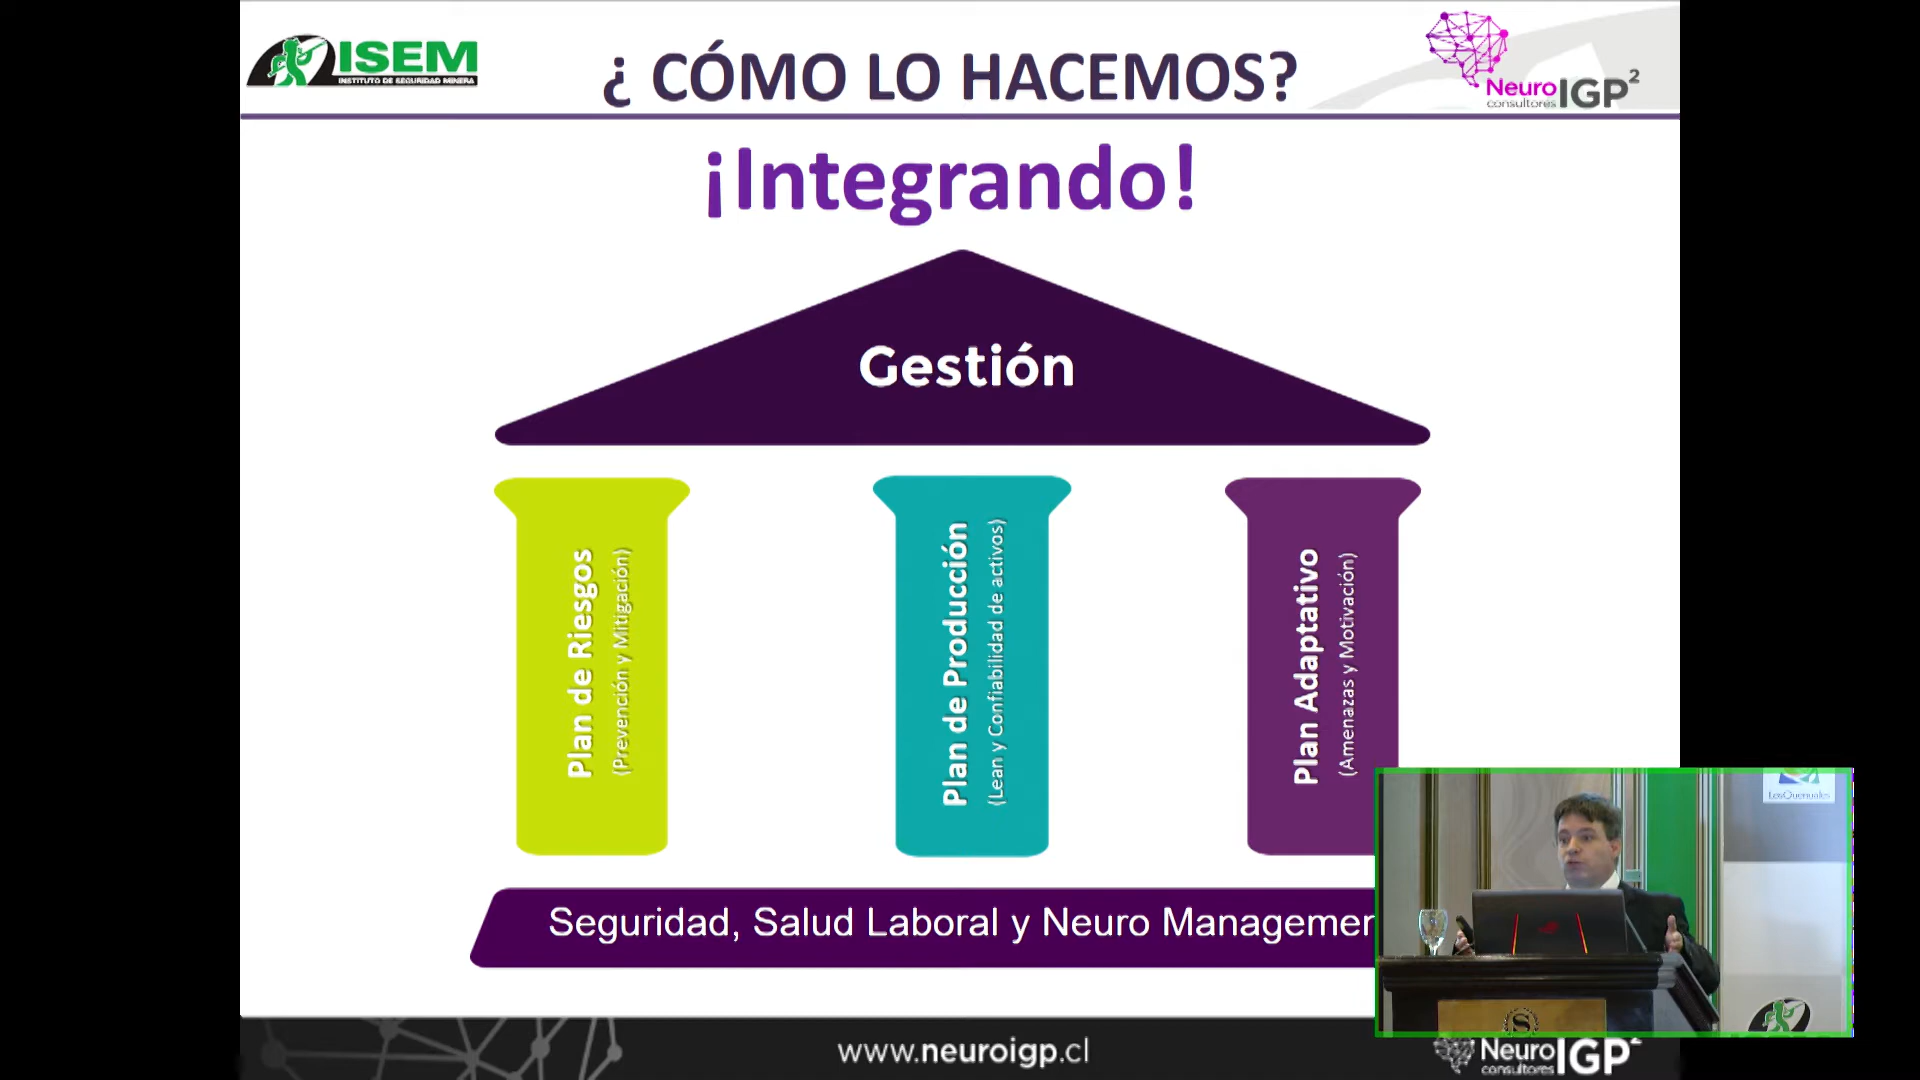 ISEM
INSTITUTO DE SEGURIDAD MINERA
¿ CÓMO LO HACEMOS?
Neuro IGP²
consultores
¡Integrando!
Gestión
Plan de Riesgos
(Prevención y Mitigación)
Plan de Producción
(Lean y Confiabilidad de activos)
Plan Adaptativo
(Amenazas y Motivación)
Seguridad, Salud Laboral y Neuro Managemen
LosQuenuales
S
www.neuroigp.cl
Neuro IGP²
consultores